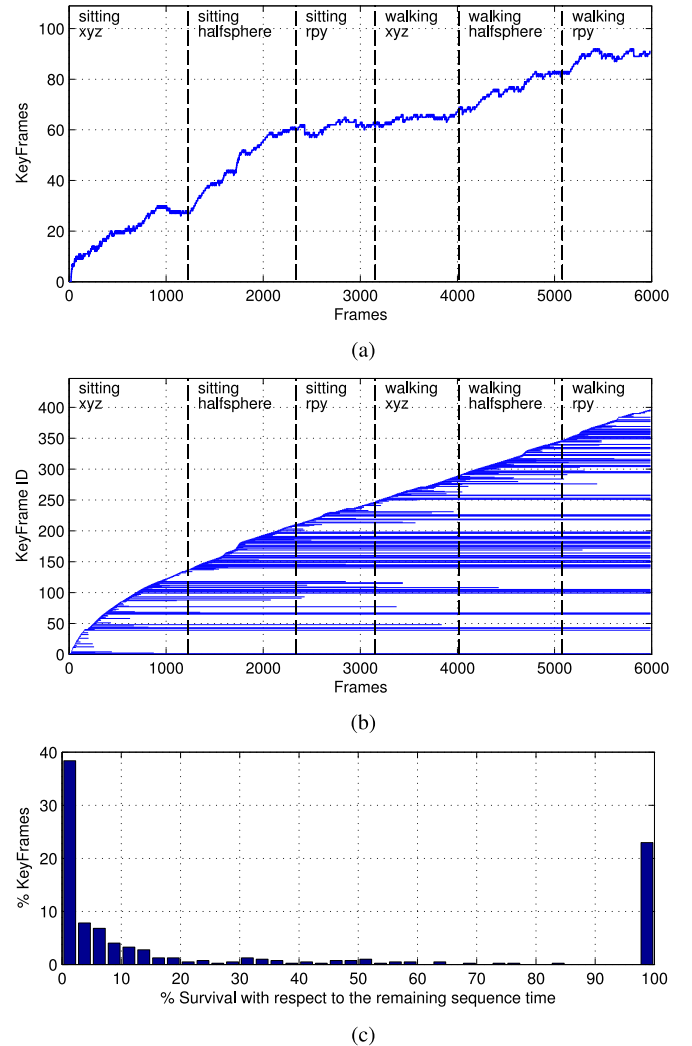 sitting xyz
sitting halfsphere
sitting rpy
walking xyz
walking halfsphere
walking rpy
KeyFrames
100
80
60
40
20
0
0 1000 2000 3000 4000 5000 6000
Frames
(a)
sitting xyz
sitting halfsphere
sitting rpy
walking xyz
walking halfsphere
walking rpy
KeyFrame ID
400
350
300
250
200
150
100
50
0
0 1000 2000 3000 4000 5000 6000
Frames
(b)
% KeyFrames
40
30
20
10
0
0 10 20 30 40 50 60 70 80 90 100
% Survival with respect to the remaining sequence time
(c)